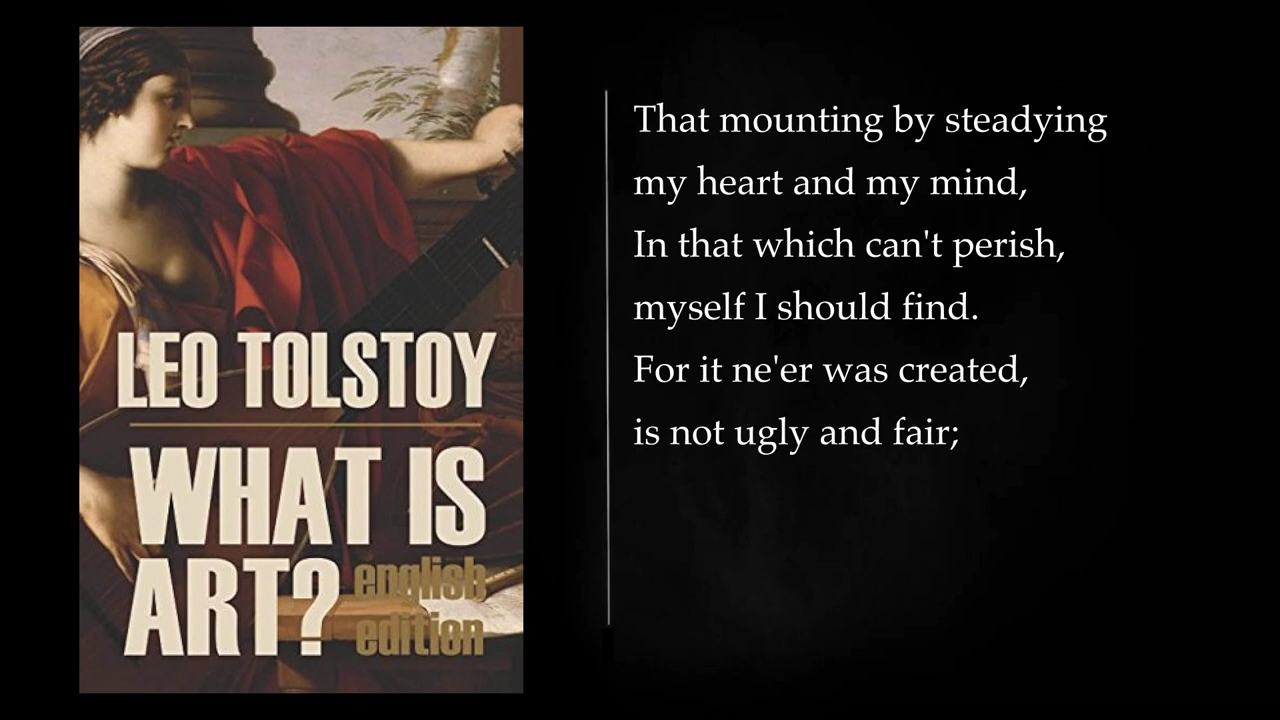 LEO TOLSTOY
WHAT IS
ART?
english
edition
That mounting by steadying
my heart and my mind,
In that which can't perish,
myself I should find.
For it ne'er was created,
is not ugly and fair;